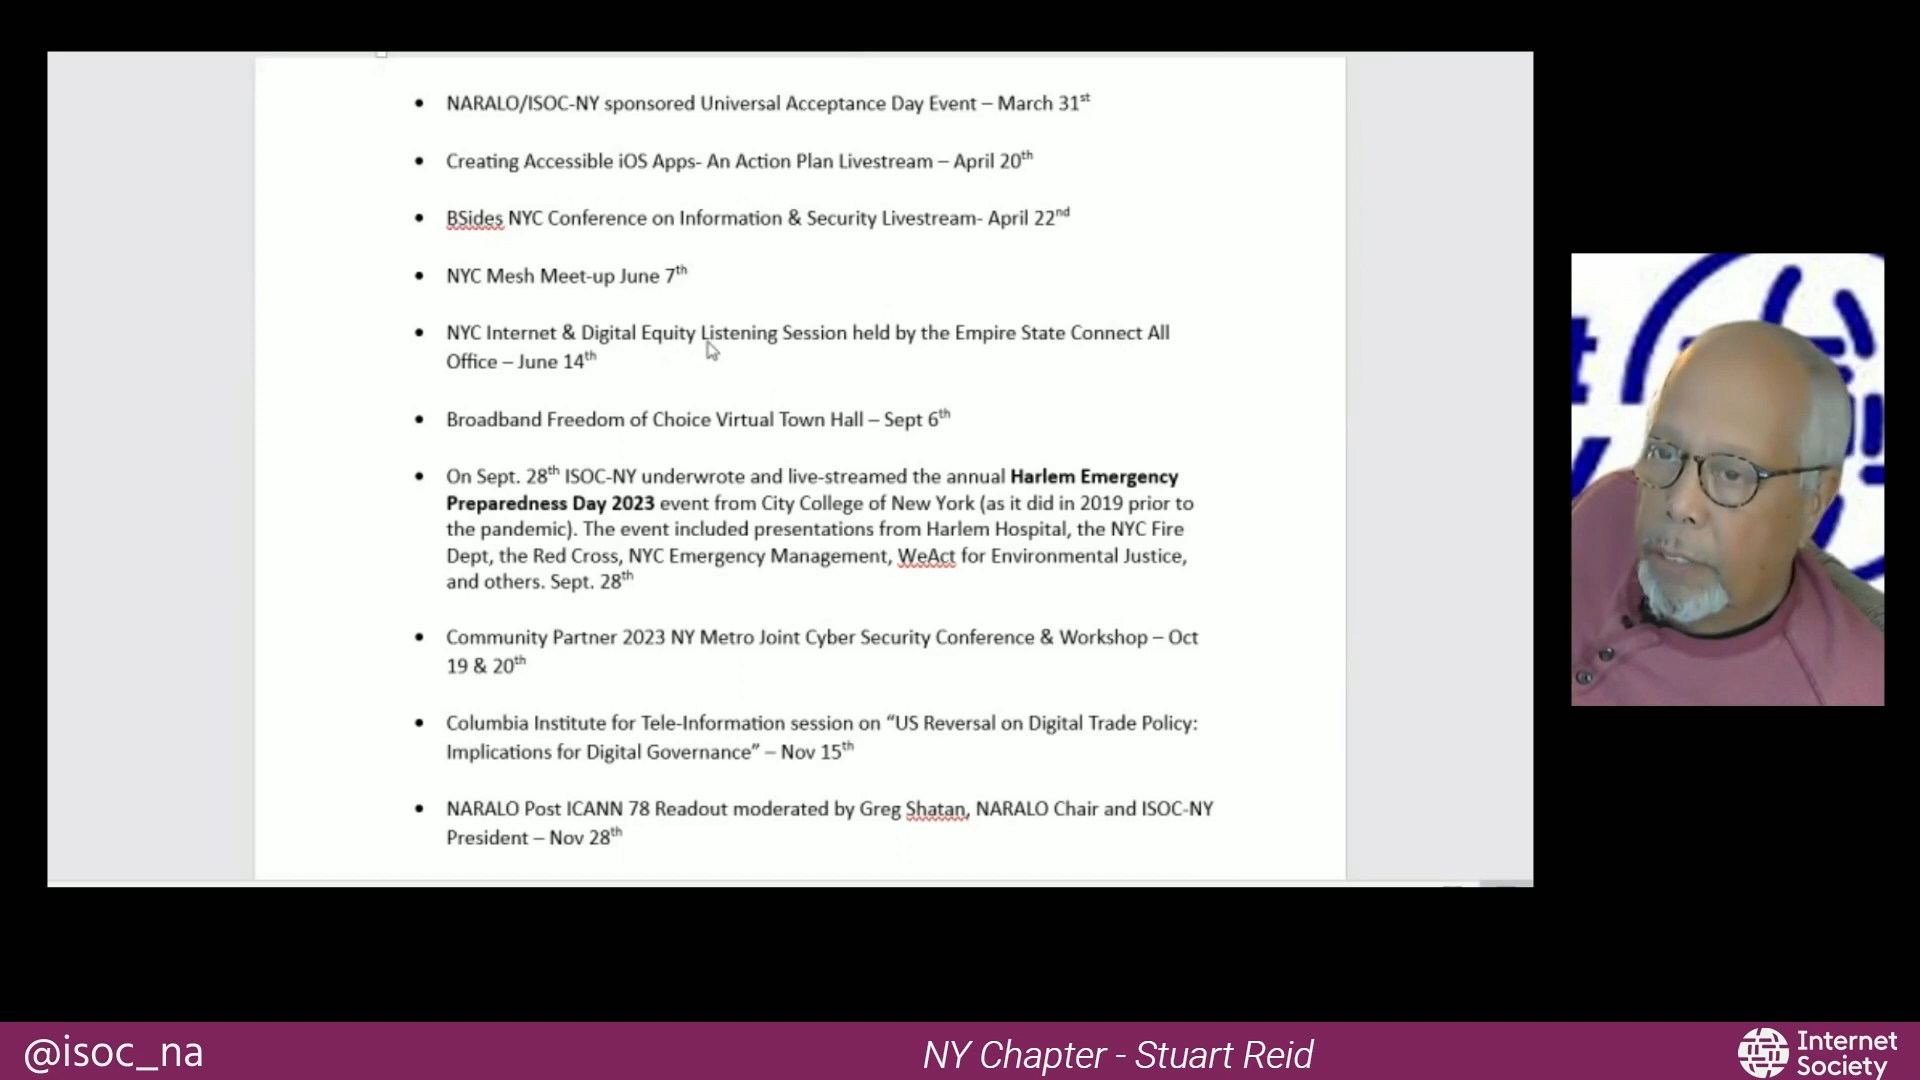 • NARALO/ISOC-NY sponsored Universal Acceptance Day Event – March 31st
• Creating Accessible iOS Apps- An Action Plan Livestream – April 20th
• BSides NYC Conference on Information & Security Livestream- April 22nd
• NYC Mesh Meet-up June 7th
• NYC Internet & Digital Equity Listening Session held by the Empire State Connect All
Office – June 14th
• Broadband Freedom of Choice Virtual Town Hall – Sept 6th
• On Sept. 28th ISOC-NY underwrote and live-streamed the annual Harlem Emergency
Preparedness Day 2023 event from City College of New York (as it did in 2019 prior to
the pandemic). The event included presentations from Harlem Hospital, the NYC Fire
Dept, the Red Cross, NYC Emergency Management, WeAct for Environmental Justice,
and others. Sept. 28th
• Community Partner 2023 NY Metro Joint Cyber Security Conference & Workshop – Oct
19 & 20th
• Columbia Institute for Tele-Information session on “US Reversal on Digital Trade Policy:
Implications for Digital Governance” – Nov 15th
• NARALO Post ICANN 78 Readout moderated by Greg Shatan, NARALO Chair and ISOC-NY
President – Nov 28th
@isoc_na
NY Chapter - Stuart Reid
Internet
Society